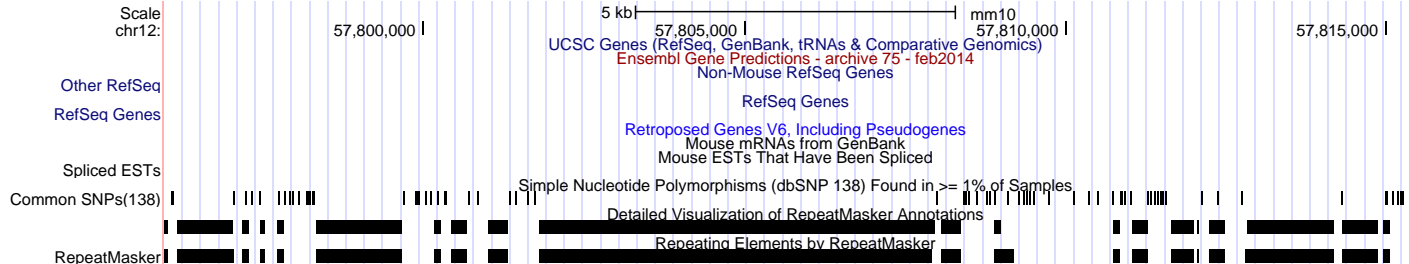 Scale 5 kb mm10
chr12: 57,800,000 57,805,000 57,810,000 57,815,000
UCSC Genes (RefSeq, GenBank, tRNAs & Comparative Genomics)
Ensembl Gene Predictions - archive 75 - feb2014
Non-Mouse RefSeq Genes
Other RefSeq
RefSeq Genes
RefSeq Genes
Retroposed Genes V6, Including Pseudogenes
Mouse mRNAs from GenBank
Mouse ESTs That Have Been Spliced
Spliced ESTs
Simple Nucleotide Polymorphisms (dbSNP 138) Found in >= 1% of Samples
Common SNPs(138)
Detailed Visualization of RepeatMasker Annotations
Repeating Elements by RepeatMasker
RepeatMasker